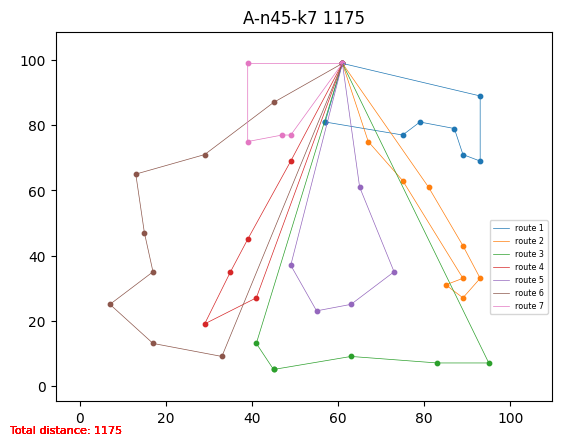 A-n45-k7 1175
100
80
60
40
20
0
route 1
route 2
route 3
route 4
route 5
route 6
route 7
0 20 40 60 80 100
Total distance: 1175